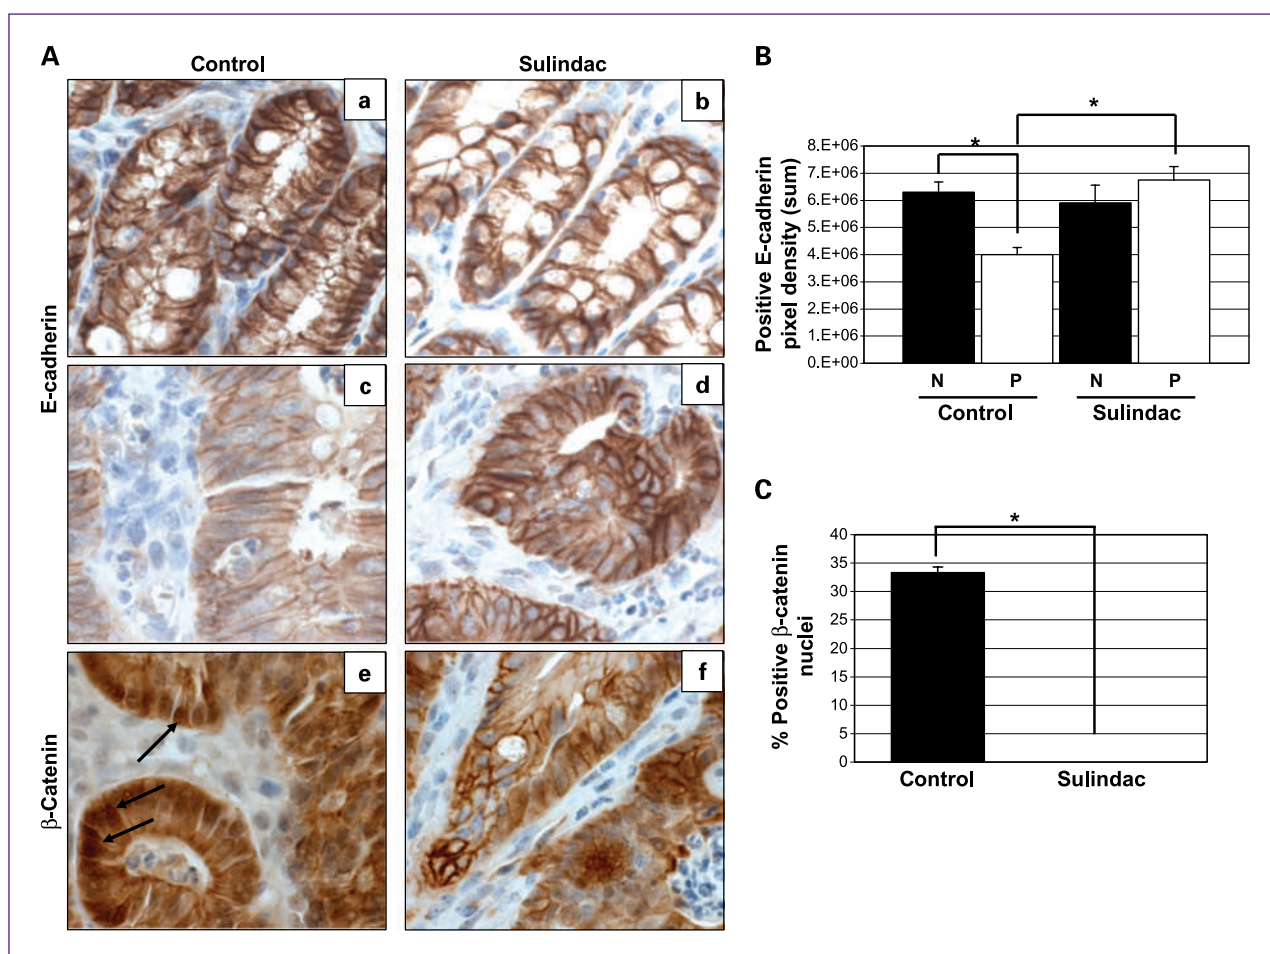 A
Control
Sulindac
a
b
E-cadherin
c
d
β-Catenin
e
f
B
*
*
Positive E-cadherin
pixel density (sum)
8.E+06
7.E+06
6.E+06
5.E+06
4.E+06
3.E+06
2.E+06
1.E+06
0.E+00
N
P
N
P
Control
Sulindac
C
*
% Positive β-catenin
nuclei
40
35
30
25
20
15
10
5
0
Control
Sulindac